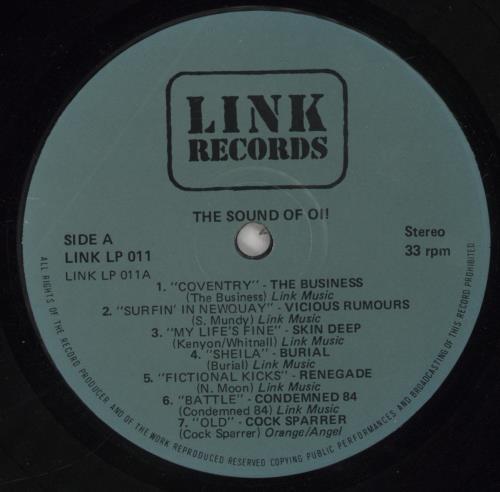 LINK
RECORDS
THE SOUND OF OI!
SIDE A
LINK LP 011
LINK LP 011A
Stereo
33 rpm
1. "COVENTRY" - THE BUSINESS
(The Business) Link Music
2. "SURFIN' IN NEWQUAY" - VICIOUS RUMOURS
(S. Mundy) Link Music
3. "MY LIFE'S FINE" - SKIN DEEP
(Kenyon/Whitnall) Link Music
4. "SHEILA" - BURIAL
(Burial) Link Music
5. "FICTIONAL KICKS" - RENEGADE
(N. Moon) Link Music
6. "BATTLE" - CONDEMNED 84
(Condemned 84) Link Music
7. "OLD" - COCK SPARRER
(Cock Sparrer) Orange/Angel
ALL RIGHTS OF THE RECORD PRODUCER AND OF THE WORK REPRODUCED RESERVED COPYING PUBLIC PERFORMANCES AND BROADCASTING OF THIS RECORD PROHIBITED